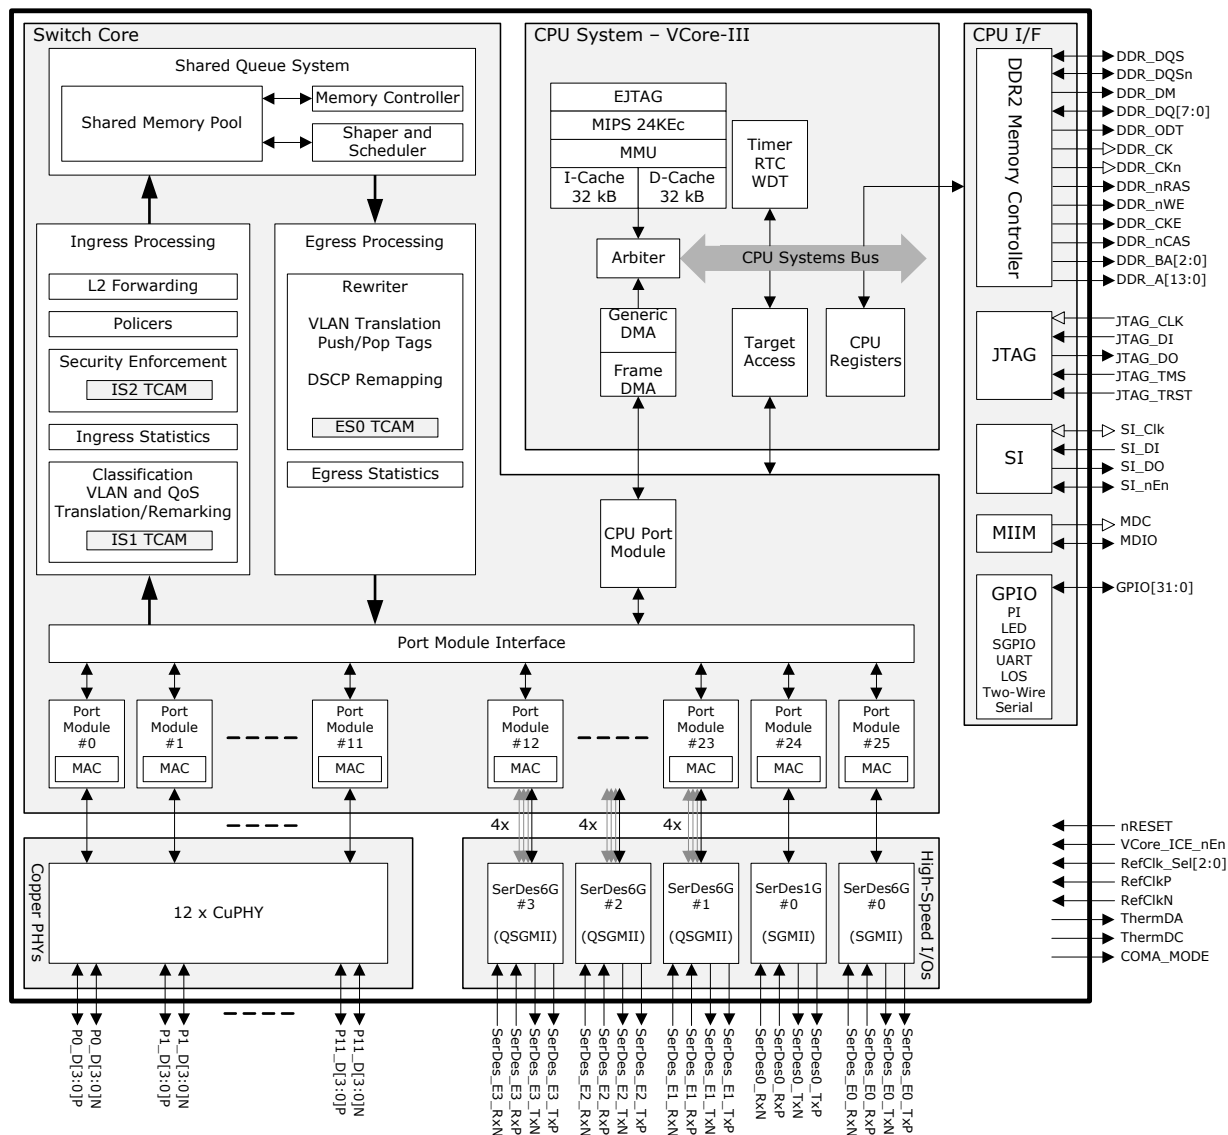 Switch Core
Shared Queue System
Shared Memory Pool
Memory Controller
Shaper and
Scheduler
Ingress Processing
L2 Forwarding
Policers
Security Enforcement
IS2 TCAM
Ingress Statistics
Classification
VLAN and QoS
Translation/Remarking
IS1 TCAM
Egress Processing
Rewriter
VLAN Translation
Push/Pop Tags
DSCP Remapping
ES0 TCAM
Egress Statistics
CPU System – VCore-III
EJTAG
MIPS 24KEc
MMU
I-Cache
32 kB
D-Cache
32 kB
Timer
RTC
WDT
Arbiter
CPU Systems Bus
Generic
DMA
Frame
DMA
Target
Access
CPU
Registers
CPU Port
Module
CPU I/F
DDR2 Memory
Controller
JTAG
SI
MIIM
GPIO
PI
LED
SGPIO
UART
LOS
Two-Wire
Serial
DDR_DQS
DDR_DQSn
DDR_DM
DDR_DQ[7:0]
DDR_ODT
DDR_CK
DDR_CKn
DDR_nRAS
DDR_nWE
DDR_CKE
DDR_nCAS
DDR_BA[2:0]
DDR_A[13:0]
JTAG_CLK
JTAG_DI
JTAG_DO
JTAG_TMS
JTAG_TRST
SI_Clk
SI_DI
SI_DO
SI_nEn
MDC
MDIO
GPIO[31:0]
Port Module Interface
Port
Module
#0
MAC
Port
Module
#1
MAC
Port
Module
#11
MAC
Port
Module
#12
MAC
Port
Module
#23
MAC
Port
Module
#24
MAC
Port
Module
#25
MAC
4x
4x
4x
nRESET
VCore_ICE_nEn
RefClk_Sel[2:0]
RefClkP
RefClkN
ThermDA
ThermDC
COMA_MODE
Copper PHYs
12 x CuPHY
High-Speed I/Os
SerDes6G
#3
(QSGMII)
SerDes6G
#2
(QSGMII)
SerDes6G
#1
(QSGMII)
SerDes1G
#0
(SGMII)
SerDes6G
#0
(SGMII)
P0_D[3:0]P
P0_D[3:0]N
P1_D[3:0]P
P1_D[3:0]N
P11_D[3:0]P
P11_D[3:0]N
SerDes_E3_RxN
SerDes_E3_RxP
SerDes_E3_TxN
SerDes_E3_TxP
SerDes_E2_RxN
SerDes_E2_RxP
SerDes_E2_TxN
SerDes_E2_TxP
SerDes_E1_RxN
SerDes_E1_RxP
SerDes_E1_TxN
SerDes_E1_TxP
SerDes0_RxN
SerDes0_RxP
SerDes0_TxN
SerDes0_TxP
SerDes_E0_RxN
SerDes_E0_RxP
SerDes_E0_TxN
SerDes_E0_TxP